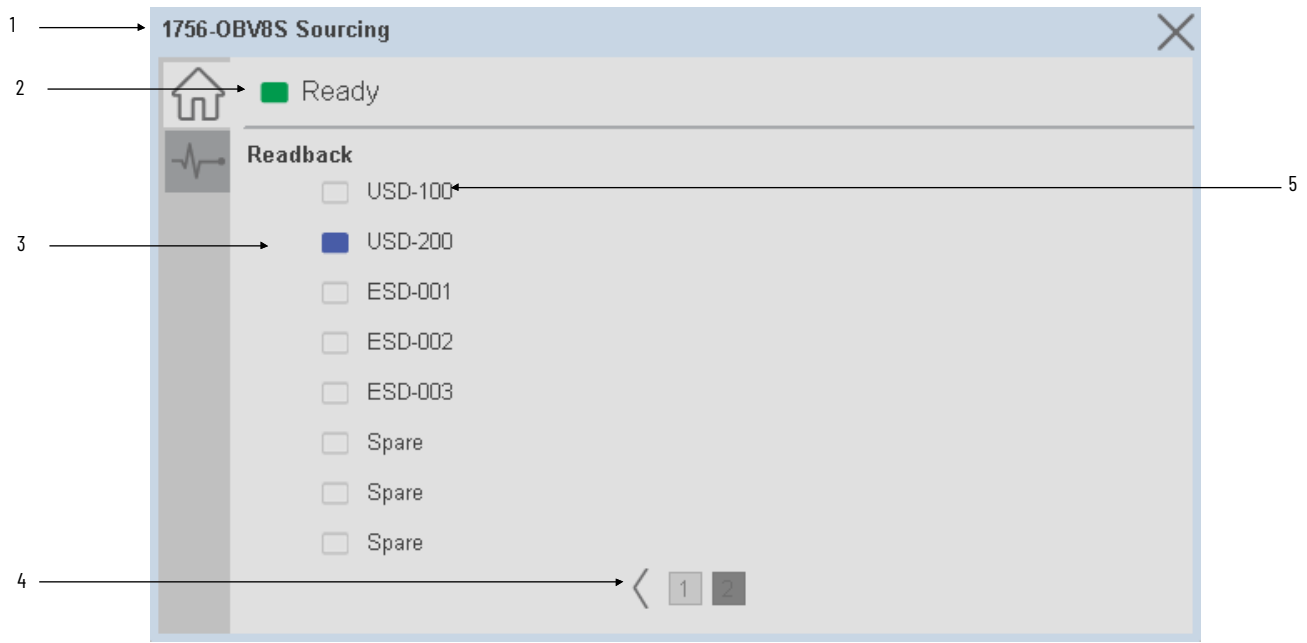 1
1756-OBV8S Sourcing
2
Ready
Readback
USD-100
5
3
USD-200
ESD-001
ESD-002
ESD-003
Spare
Spare
Spare
4
1 2